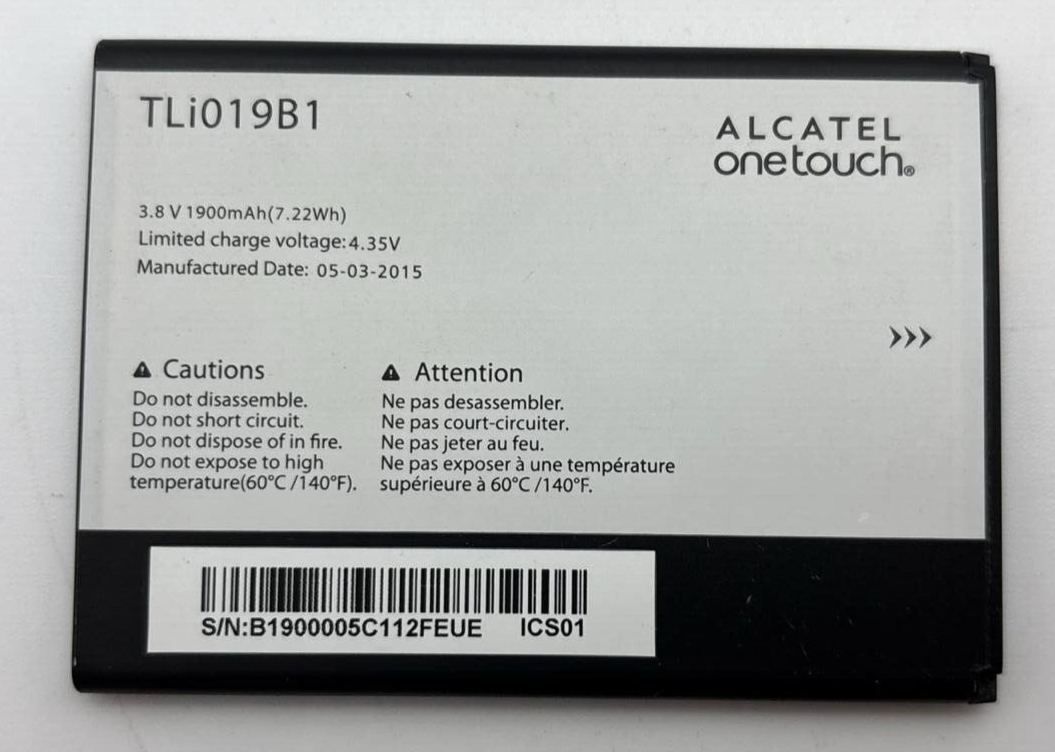 TLi019B1
ALCATEL
onetouch®
3.8 V 1900mAh(7.22Wh)
Limited charge voltage:4.35V
Manufactured Date: 05-03-2015
Cautions
Do not disassemble.
Do not short circuit.
Do not dispose of in fire.
Do not expose to high
temperature(60°C /140°F).
Attention
Ne pas desassembler.
Ne pas court-circuiter.
Ne pas jeter au feu.
Ne pas exposer à une température
supérieure à 60°C /140°F.
S/N:B1900005C112FEUE ICS01